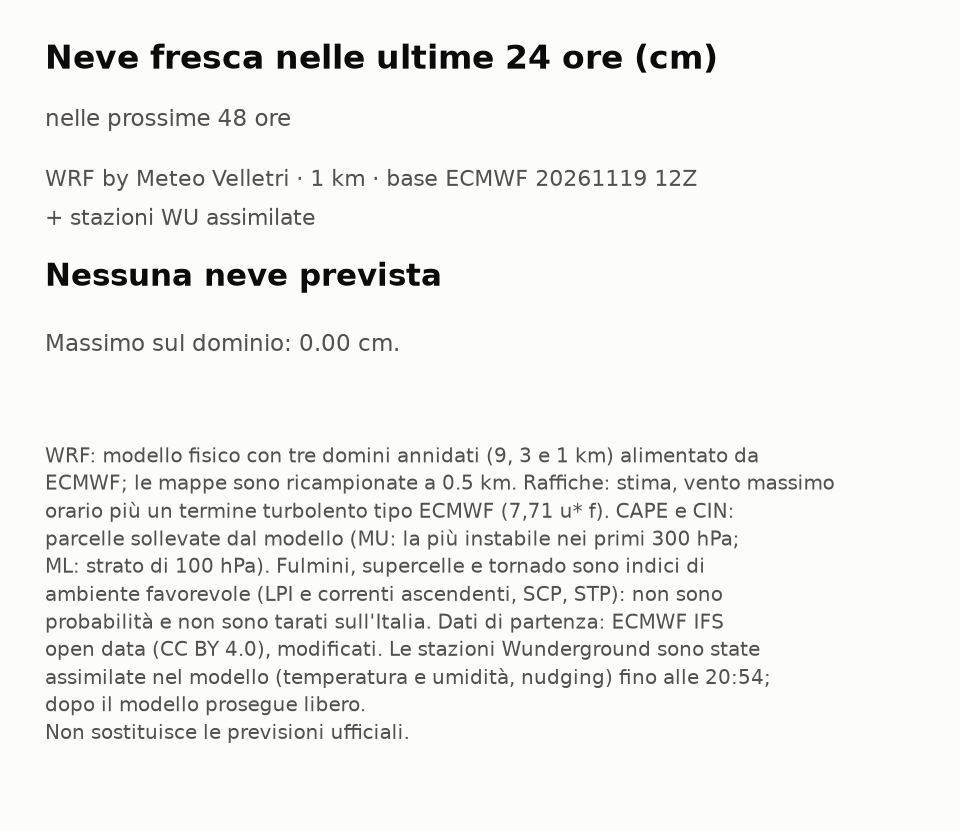 Neve fresca nelle ultime 24 ore (cm)
nelle prossime 48 ore
WRF by Meteo Velletri · 1 km · base ECMWF 20261119 12Z
+ stazioni WU assimilate
Nessuna neve prevista
Massimo sul dominio: 0.00 cm.
WRF: modello fisico con tre domini annidati (9, 3 e 1 km) alimentato da
ECMWF; le mappe sono ricampionate a 0.5 km. Raffiche: stima, vento massimo
orario più un termine turbolento tipo ECMWF (7,71 u* f). CAPE e CIN:
parcelle sollevate dal modello (MU: la più instabile nei primi 300 hPa;
ML: strato di 100 hPa). Fulmini, supercelle e tornado sono indici di
ambiente favorevole (LPI e correnti ascendenti, SCP, STP): non sono
probabilità e non sono tarati sull'Italia. Dati di partenza: ECMWF IFS
open data (CC BY 4.0), modificati. Le stazioni Wunderground sono state
assimilate nel modello (temperatura e umidità, nudging) fino alle 20:54;
dopo il modello prosegue libero.
Non sostituisce le previsioni ufficiali.